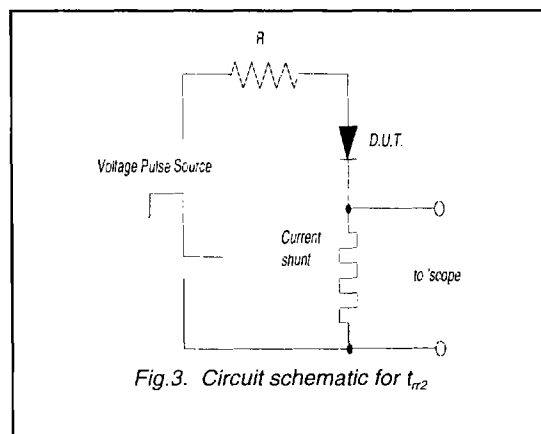 R
D.U.T.
Voltage Pulse Source
Current
shunt
to 'scope
Fig.3. Circuit schematic for trr2